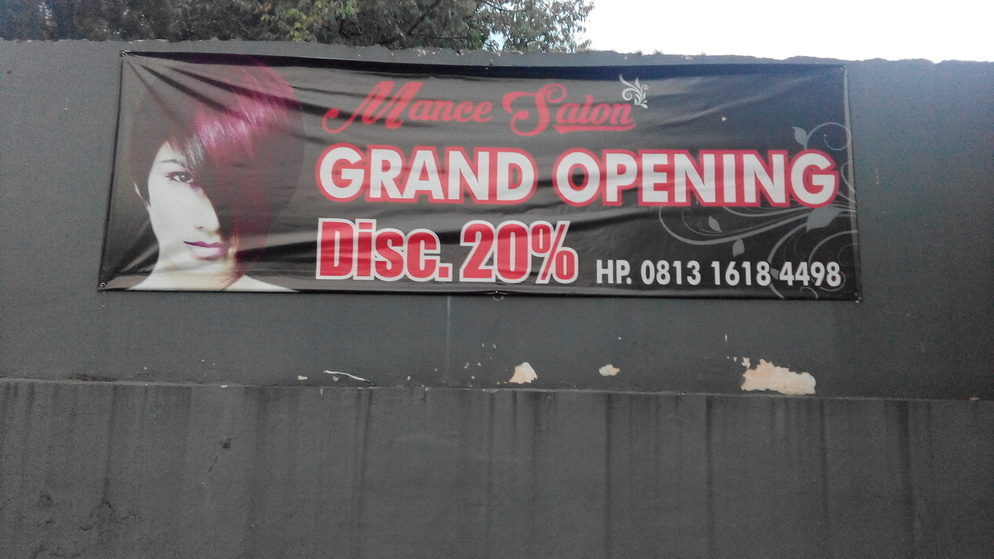 Mance Salon
GRAND OPENING
Disc. 20%
HP. 0813 1618 4498